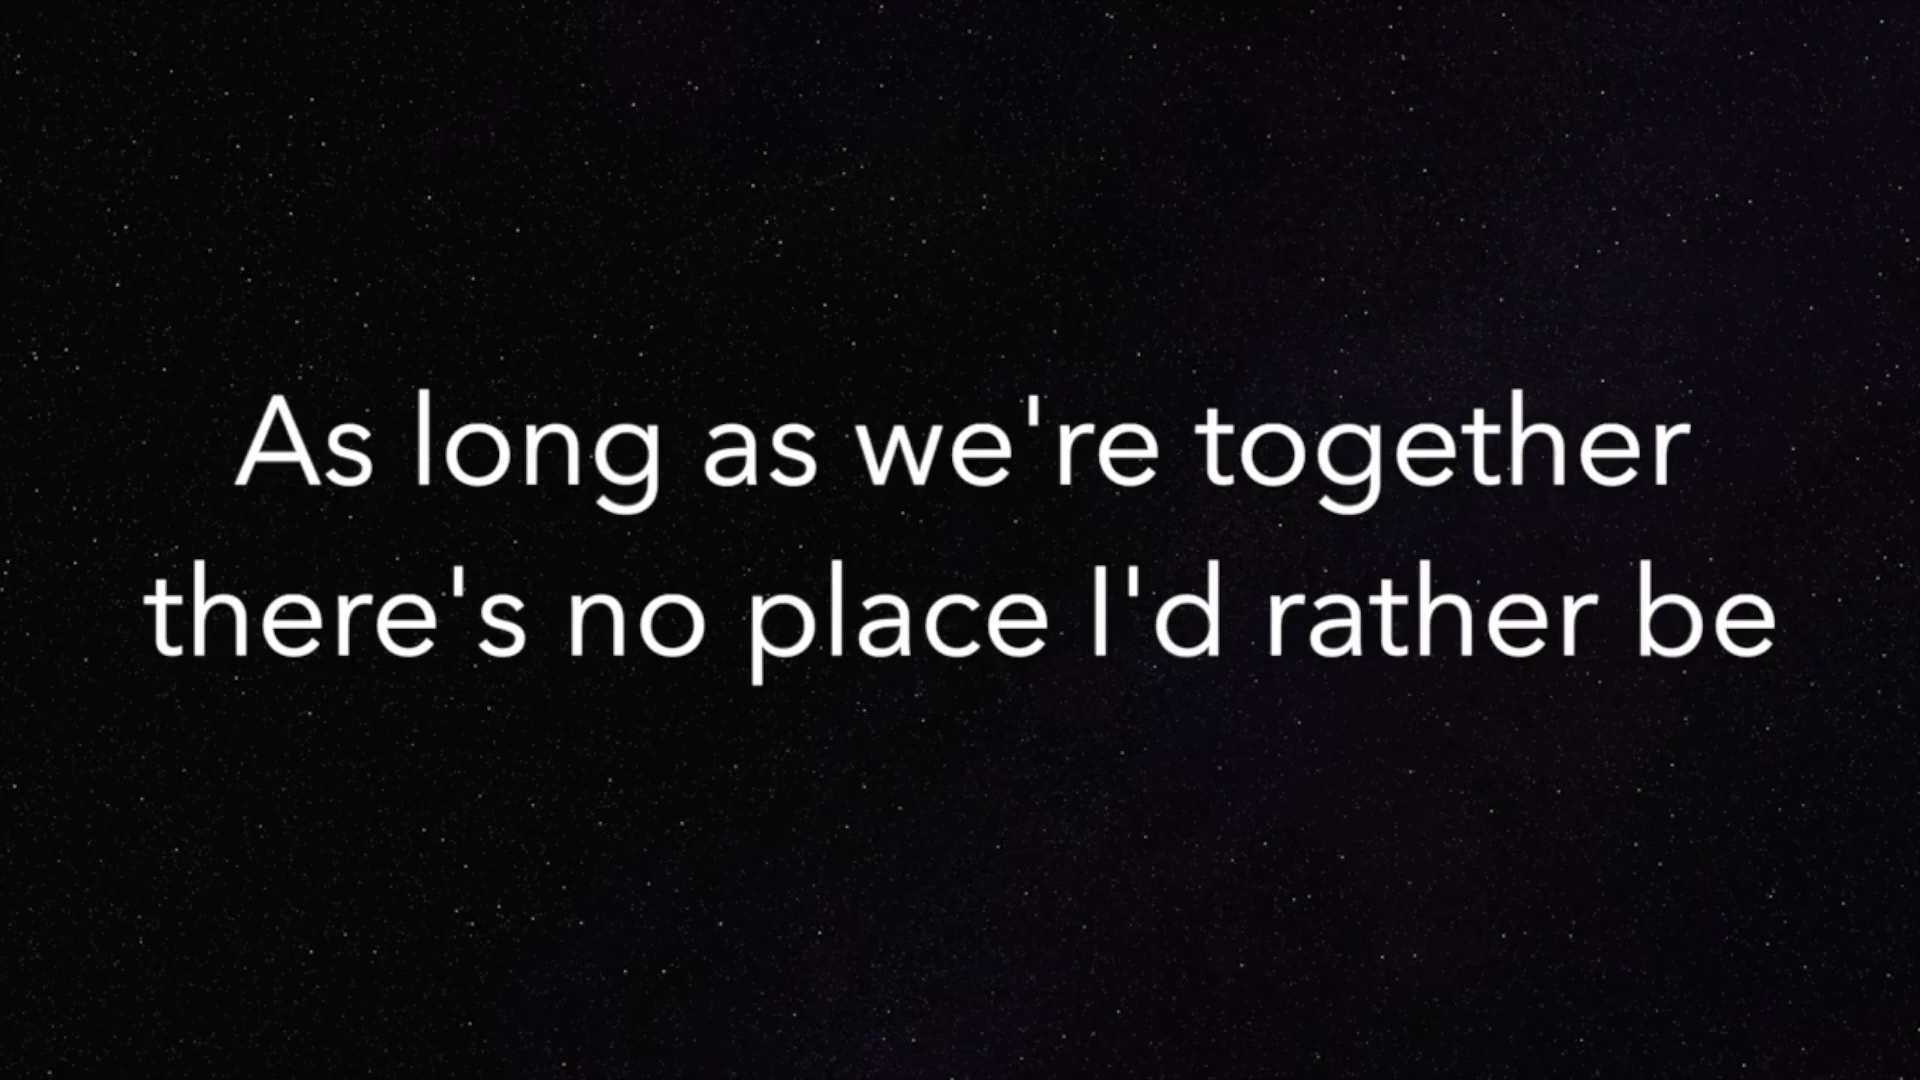 As long as we're together
there's no place I'd rather be